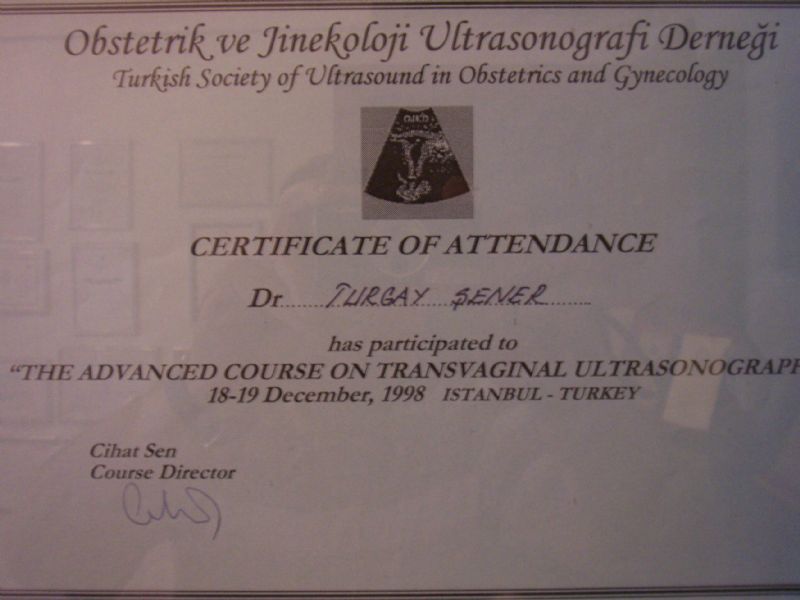 Obstetrik ve Jinekoloji Ultrasonografi Derneği
Turkish Society of Ultrasound in Obstetrics and Gynecology
OJUD
CERTIFICATE OF ATTENDANCE
Dr.....TURGAY ŞENER.....
has participated to
"THE ADVANCED COURSE ON TRANSVAGINAL ULTRASONOGRAPH
18-19 December, 1998 ISTANBUL - TURKEY
Cihat Sen
Course Director